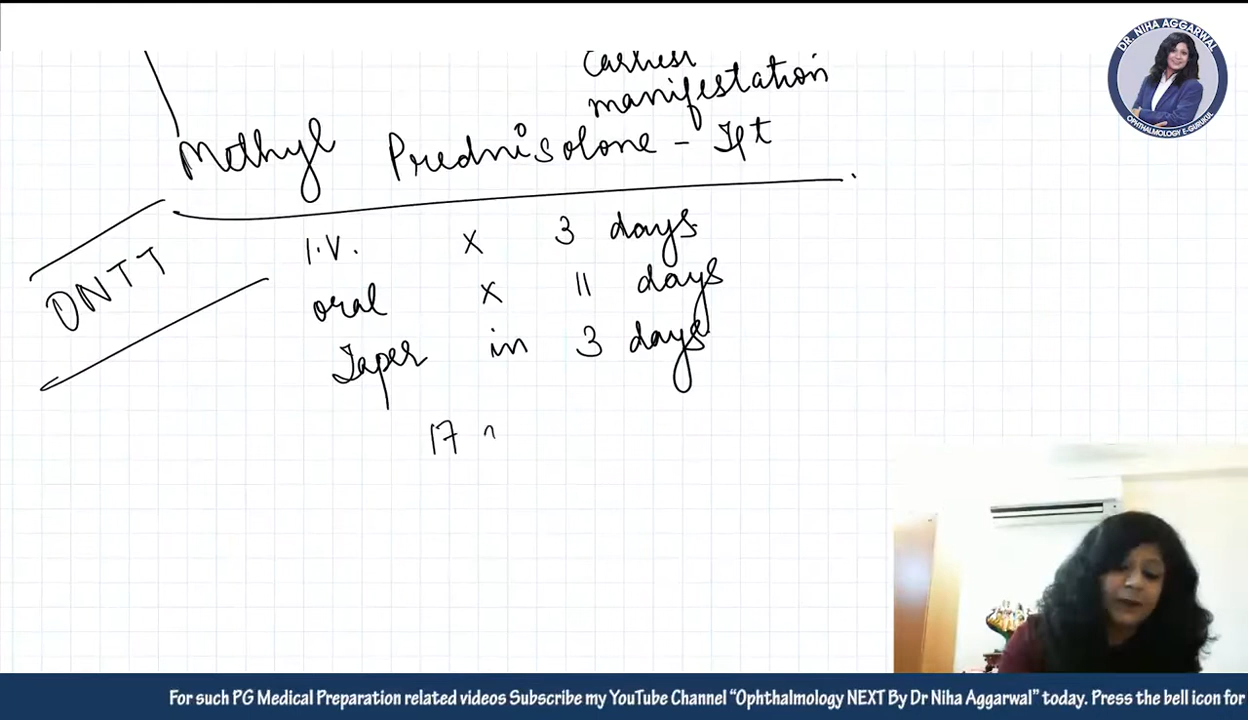 DR. NIHA AGGARWAL
OPHTHALMOLOGY E-GURUKUL
Earliest
manifestation
Methyl Prednisolone -
ONTT
I.V. x 3 days
oral x 11 days
Taper in 3 days
17
For such PG Medical Preparation related videos Subscribe my YouTube Channel “Ophthalmology NEXT By Dr Niha Aggarwal” today. Press the bell icon for